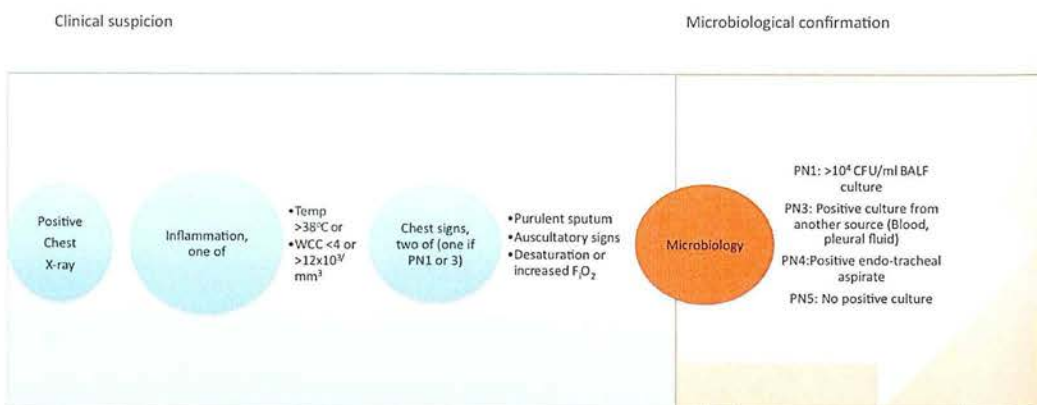 Clinical suspicion
Microbiological confirmation
Positive
Chest
X-ray
Inflammation,
one of
•Temp
>38°C or
•WCC <4 or
>12x10³/
mm³
Chest signs,
two of (one if
PN1 or 3)
•Purulent sputum
•Auscultatory signs
•Desaturation or
increased FᵢO₂
Microbiology
PN1: >10⁴ CFU/ml BALF
culture
PN3: Positive culture from
another source (Blood,
pleural fluid)
PN4:Positive endo-tracheal
aspirate
PN5: No positive culture